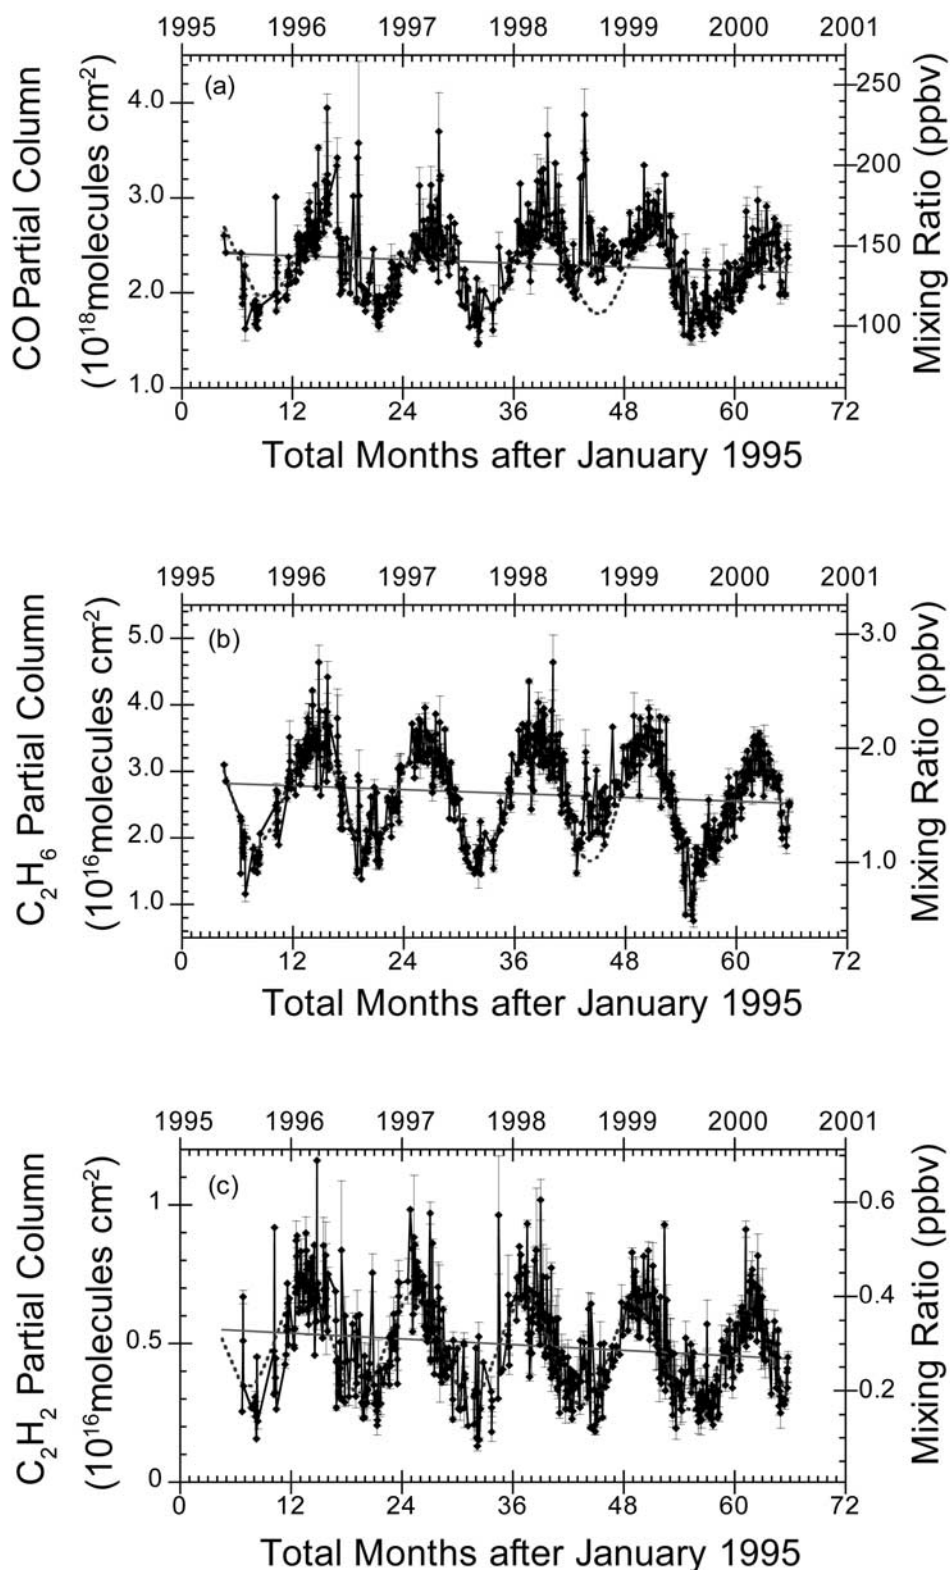 1995 1996 1997 1998 1999 2000 2001
(a)
CO Partial Column
(10¹⁸molecules cm⁻²)
4.0
3.0
2.0
1.0
250
200
150
100
Mixing Ratio (ppbv)
0 12 24 36 48 60 72
Total Months after January 1995
1995 1996 1997 1998 1999 2000 2001
(b)
C₂H₆ Partial Column
(10¹⁶molecules cm⁻²)
5.0
4.0
3.0
2.0
1.0
3.0
2.0
1.0
Mixing Ratio (ppbv)
0 12 24 36 48 60 72
Total Months after January 1995
1995 1996 1997 1998 1999 2000 2001
(c)
C₂H₂ Partial Column
(10¹⁶molecules cm⁻²)
1
0.5
0
0.6
0.4
0.2
Mixing Ratio (ppbv)
0 12 24 36 48 60 72
Total Months after January 1995